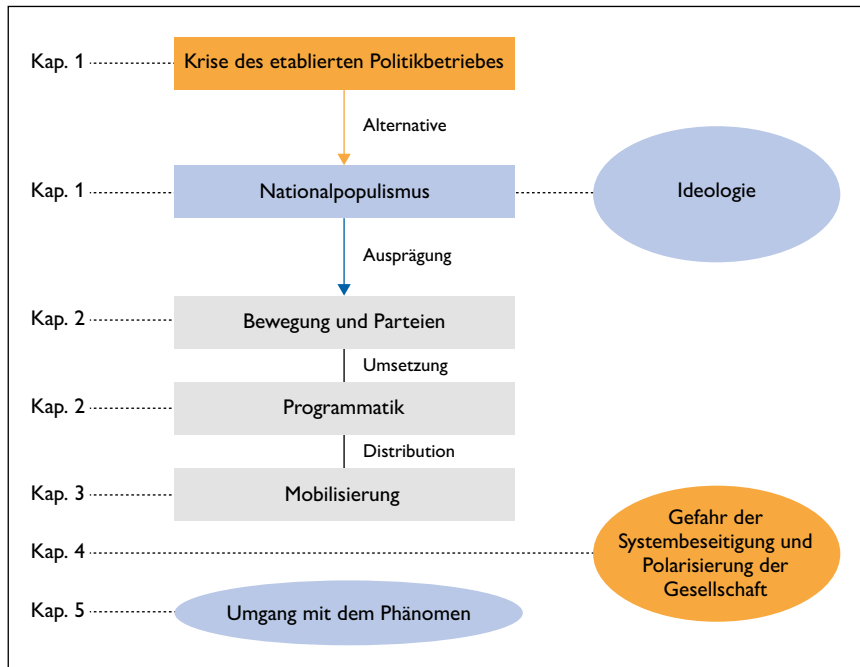 Kap. 1
Krise des etablierten Politikbetriebes
Alternative
Kap. 1
Nationalpopulismus
Ideologie
Ausprägung
Kap. 2
Bewegung und Parteien
Umsetzung
Kap. 2
Programmatik
Distribution
Kap. 3
Mobilisierung
Kap. 4
Gefahr der
Systembeseitigung und
Polarisierung der
Gesellschaft
Kap. 5
Umgang mit dem Phänomen